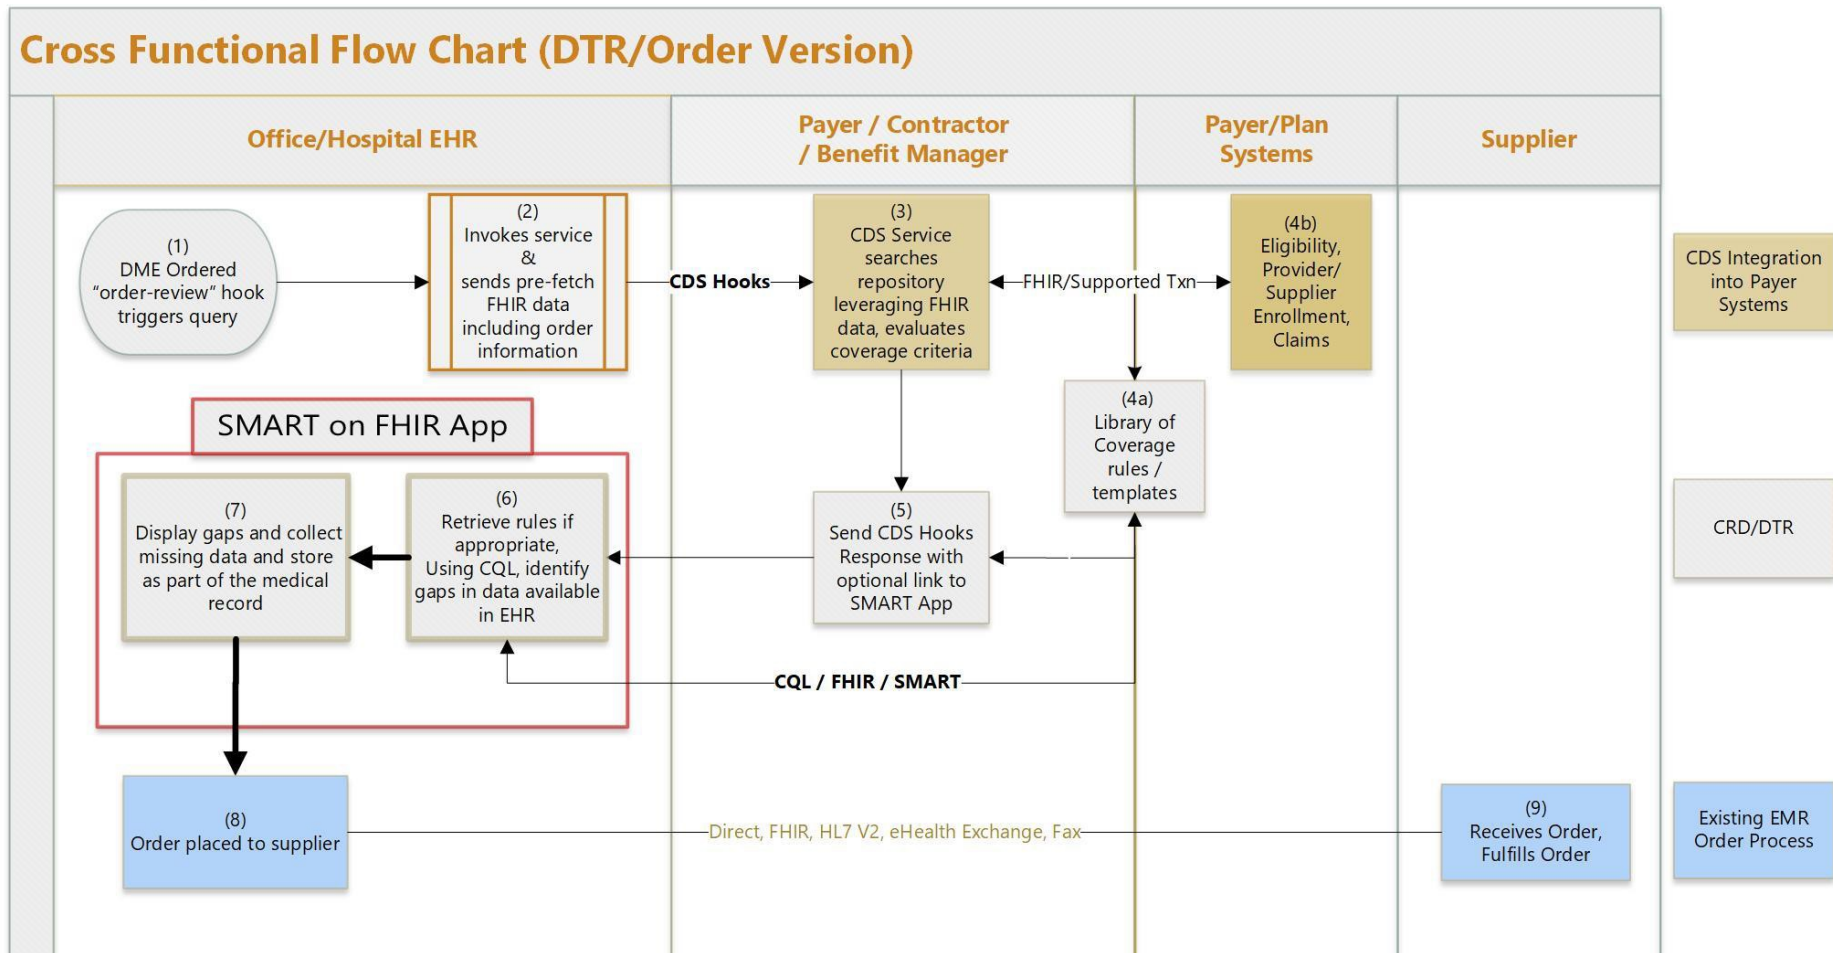 Cross Functional Flow Chart (DTR/Order Version)
Office/Hospital EHR
Payer / Contractor
/ Benefit Manager
Payer/Plan
Systems
Supplier
(1)
DME Ordered
“order-review” hook
triggers query
(2)
Invokes service
&
sends pre-fetch
FHIR data
including order
information
CDS Hooks
(3)
CDS Service
searches
repository
leveraging FHIR
data, evaluates
coverage criteria
FHIR/Supported Txn
(4b)
Eligibility,
Provider/
Supplier
Enrollment,
Claims
CDS Integration
into Payer
Systems
SMART on FHIR App
(4a)
Library of
Coverage
rules /
templates
(7)
Display gaps and collect
missing data and store
as part of the medical
record
(6)
Retrieve rules if
appropriate,
Using CQL, identify
gaps in data available
in EHR
(5)
Send CDS Hooks
Response with
optional link to
SMART App
CRD/DTR
CQL / FHIR / SMART
(8)
Order placed to supplier
Direct, FHIR, HL7 V2, eHealth Exchange, Fax
(9)
Receives Order,
Fulfills Order
Existing EMR
Order Process